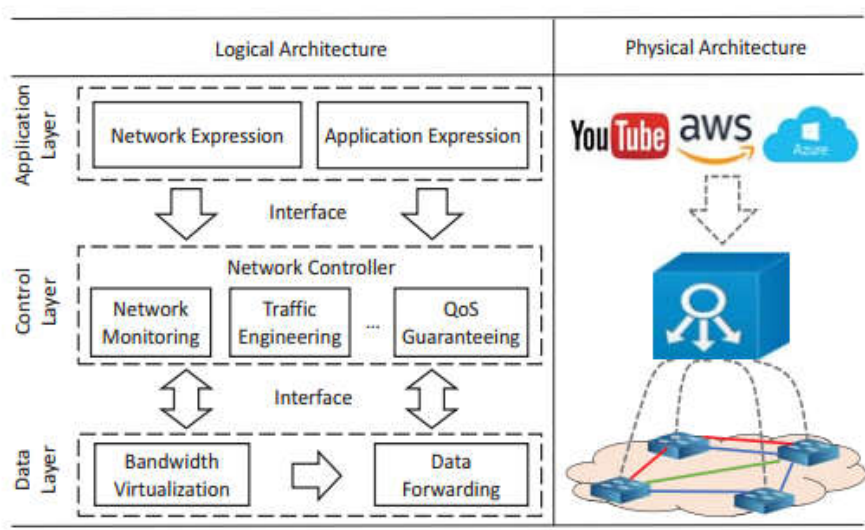 Logical Architecture
Physical Architecture
Application
Layer
Network Expression
Application Expression
YouTube
aws
Azure
Interface
Control
Layer
Network Controller
Network
Monitoring
Traffic
Engineering
...
QoS
Guaranteeing
Interface
Data
Layer
Bandwidth
Virtualization
Data
Forwarding